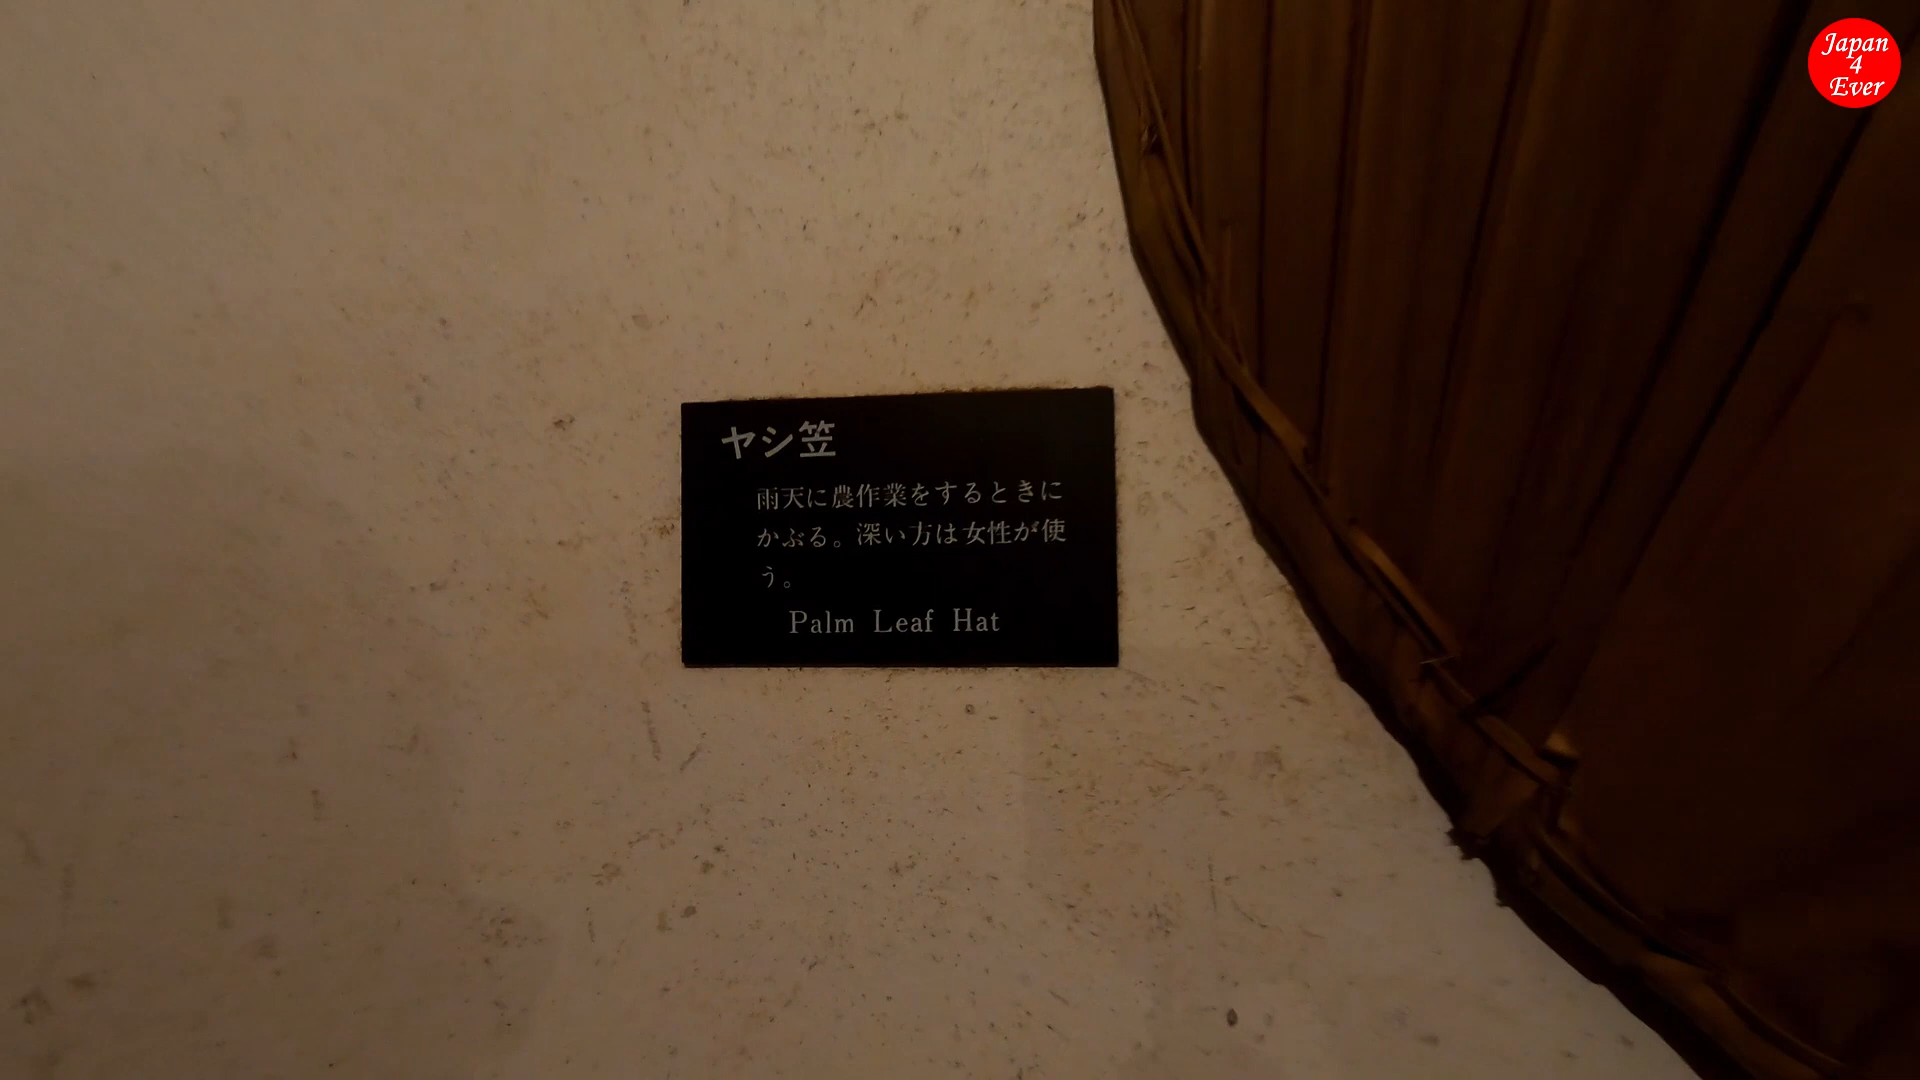 Japan
4
Ever
ヤシ笠
雨天に農作業をするときに
かぶる。深い方は女性が使
う。
Palm Leaf Hat